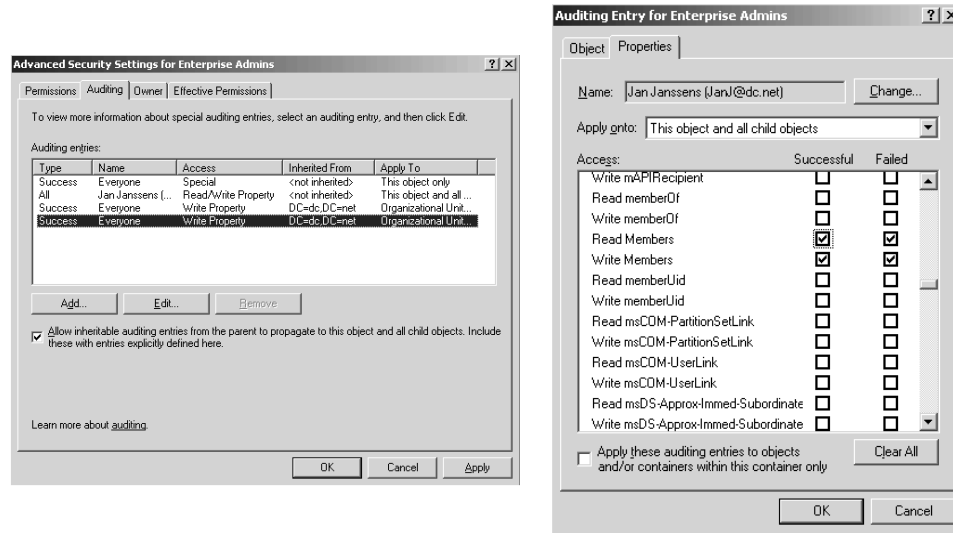 Advanced Security Settings for Enterprise Admins
Permissions Auditing Owner Effective Permissions
To view more information about special auditing entries, select an auditing entry, and then click Edit.
Auditing entries:
Type Name Access Inherited From Apply To
Success Everyone Special <not inherited> This object only
All Jan Janssens (... Read/Write Property <not inherited> This object and all ...
Success Everyone Write Property DC=dc,DC=net Organizational Unit...
Success Everyone Write Property DC=dc,DC=net Organizational Unit...
Add... Edit... Remove
Allow inheritable auditing entries from the parent to propagate to this object and all child objects. Include
these with entries explicitly defined here.
Learn more about auditing.
OK Cancel Apply
Auditing Entry for Enterprise Admins
Object Properties
Name: Jan Janssens (JanJ@dc.net) Change...
Apply onto: This object and all child objects
Access: Successful Failed
Write mAPIRecipient
Read memberOf
Write memberOf
Read Members
Write Members
Read memberUid
Write memberUid
Read msCOM-PartitionSetLink
Write msCOM-PartitionSetLink
Read msCOM-UserLink
Write msCOM-UserLink
Read msDS-Approx-Immed-Subordinate
Write msDS-Approx-Immed-Subordinate
Apply these auditing entries to objects
and/or containers within this container only
Clear All
OK Cancel